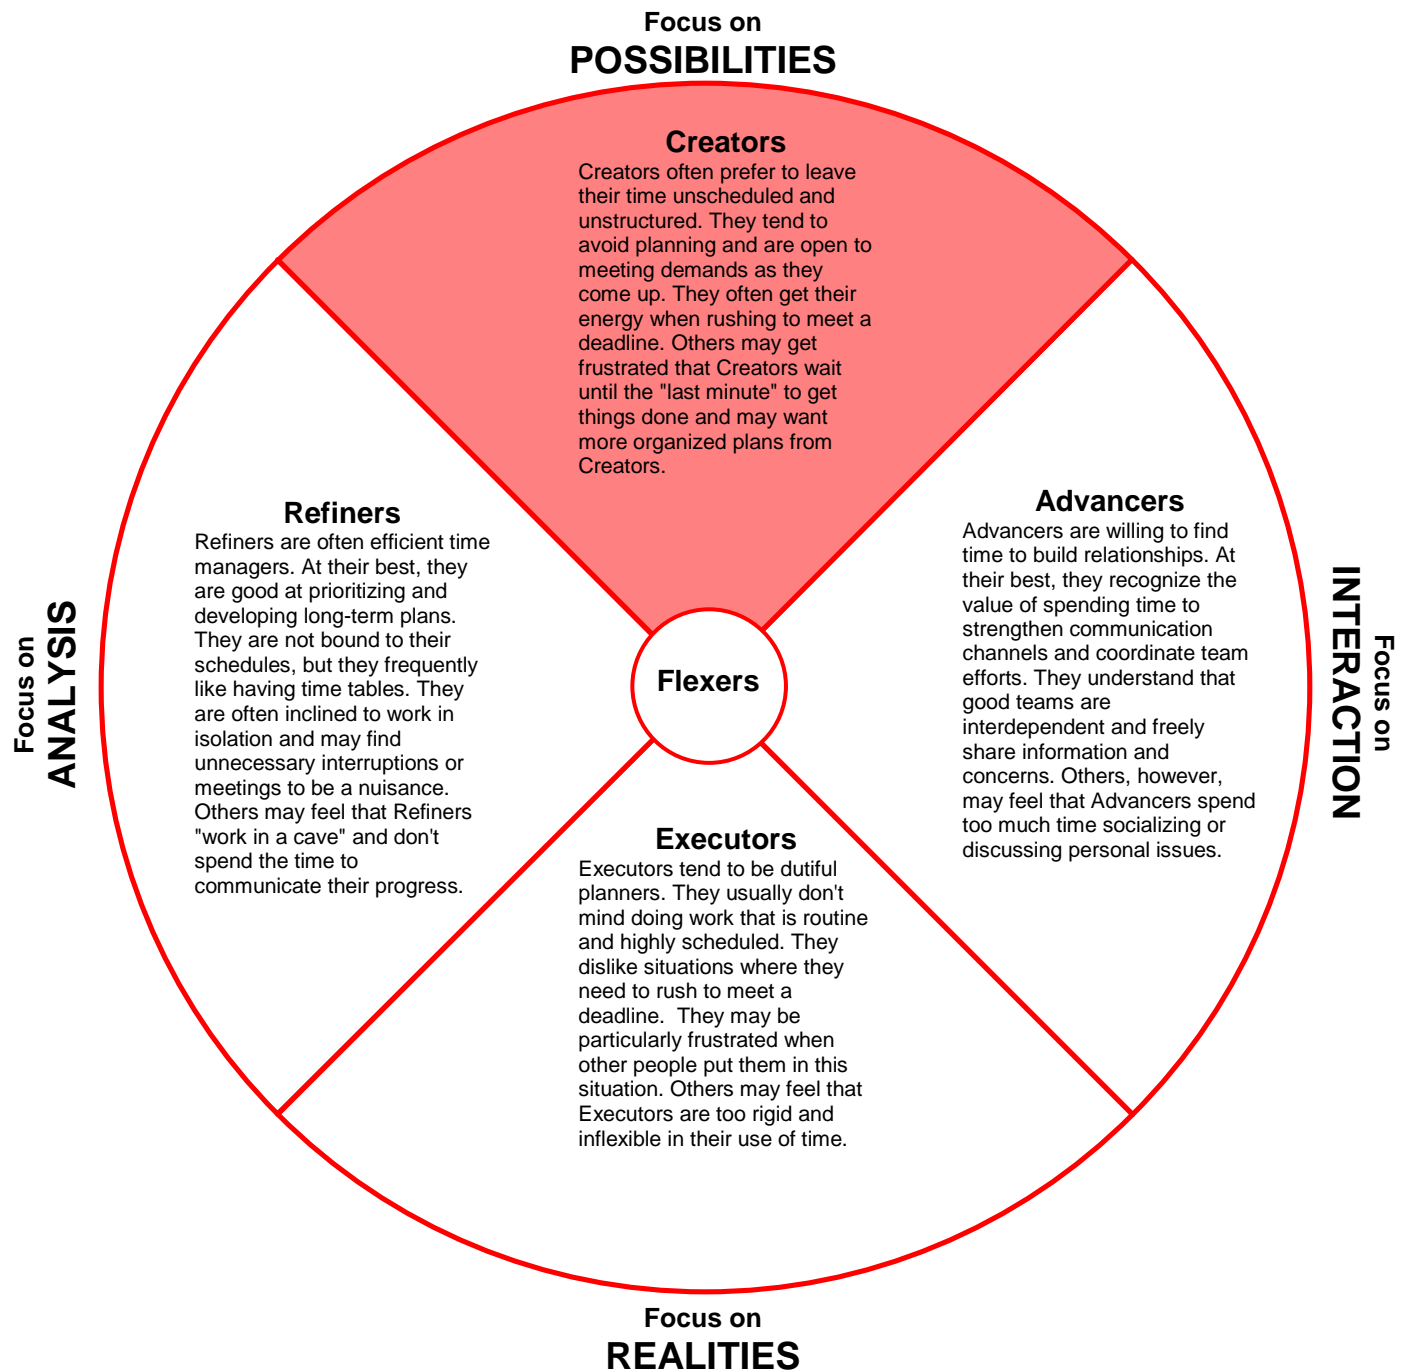 Focus on
POSSIBILITIES
Creators
Creators often prefer to leave
their time unscheduled and
unstructured. They tend to
avoid planning and are open to
meeting demands as they
come up. They often get their
energy when rushing to meet a
deadline. Others may get
frustrated that Creators wait
until the "last minute" to get
things done and may want
more organized plans from
Creators.
Focus on
ANALYSIS
Refiners
Refiners are often efficient time
managers. At their best, they
are good at prioritizing and
developing long-term plans.
They are not bound to their
schedules, but they frequently
like having time tables. They
are often inclined to work in
isolation and may find
unnecessary interruptions or
meetings to be a nuisance.
Others may feel that Refiners
"work in a cave" and don't
spend the time to
communicate their progress.
Flexers
Advancers
Advancers are willing to find
time to build relationships. At
their best, they recognize the
value of spending time to
strengthen communication
channels and coordinate team
efforts. They understand that
good teams are
interdependent and freely
share information and
concerns. Others, however,
may feel that Advancers spend
too much time socializing or
discussing personal issues.
Focus on
INTERACTION
Executors
Executors tend to be dutiful
planners. They usually don't
mind doing work that is routine
and highly scheduled. They
dislike situations where they
need to rush to meet a
deadline.  They may be
particularly frustrated when
other people put them in this
situation. Others may feel that
Executors are too rigid and
inflexible in their use of time.
Focus on
REALITIES